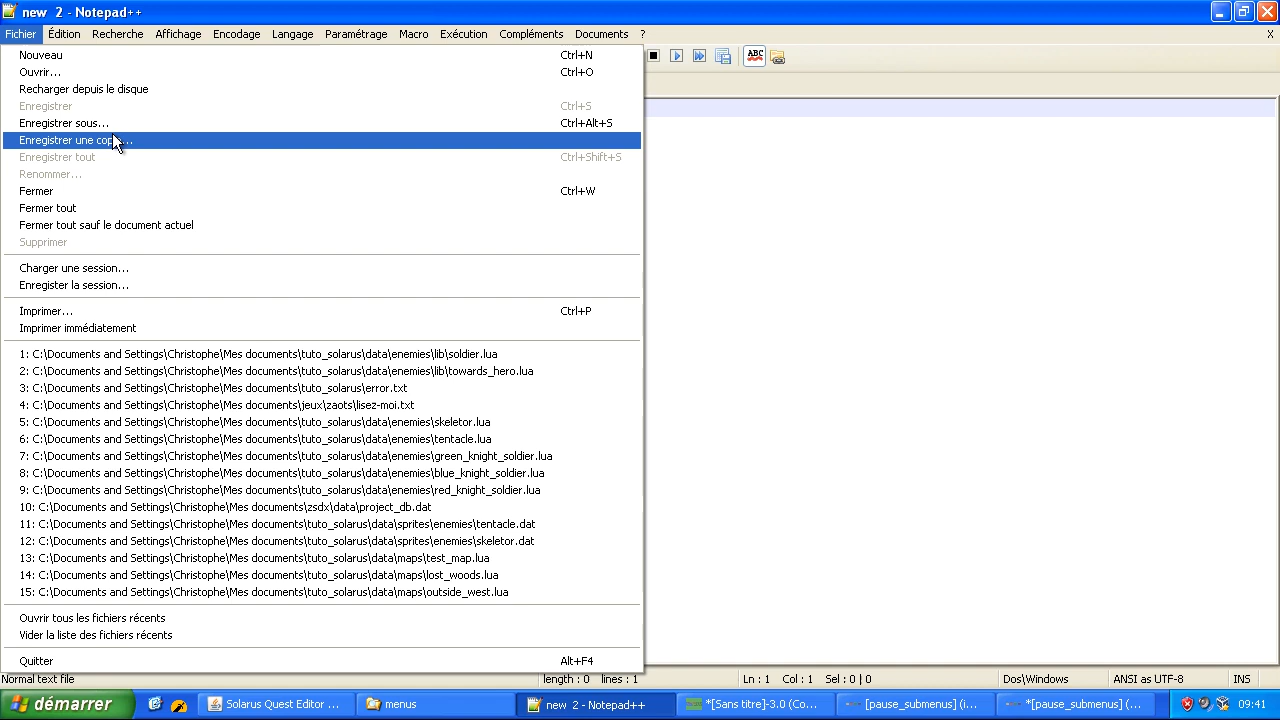 new 2 - Notepad++
Fichier Édition Recherche Affichage Encodage Langage Paramétrage Macro Exécution Compléments Documents ? X
Nouveau Ctrl+N
Ouvrir... Ctrl+O
Recharger depuis le disque
Enregistrer Ctrl+S
Enregistrer sous... Ctrl+Alt+S
Enregistrer une copie...
Enregistrer tout Ctrl+Shift+S
Renommer...
Fermer Ctrl+W
Fermer tout
Fermer tout sauf le document actuel
Supprimer
Charger une session...
Enregister la session...
Imprimer... Ctrl+P
Imprimer immédiatement
1: C:\Documents and Settings\Christophe\Mes documents\tuto_solarus\data\enemies\lib\soldier.lua
2: C:\Documents and Settings\Christophe\Mes documents\tuto_solarus\data\enemies\lib\towards_hero.lua
3: C:\Documents and Settings\Christophe\Mes documents\tuto_solarus\error.txt
4: C:\Documents and Settings\Christophe\Mes documents\jeux\zaots\lisez-moi.txt
5: C:\Documents and Settings\Christophe\Mes documents\tuto_solarus\data\enemies\skeletor.lua
6: C:\Documents and Settings\Christophe\Mes documents\tuto_solarus\data\enemies\tentacle.lua
7: C:\Documents and Settings\Christophe\Mes documents\tuto_solarus\data\enemies\green_knight_soldier.lua
8: C:\Documents and Settings\Christophe\Mes documents\tuto_solarus\data\enemies\blue_knight_soldier.lua
9: C:\Documents and Settings\Christophe\Mes documents\tuto_solarus\data\enemies\red_knight_soldier.lua
10: C:\Documents and Settings\Christophe\Mes documents\zsdx\data\project_db.dat
11: C:\Documents and Settings\Christophe\Mes documents\tuto_solarus\data\sprites\enemies\tentacle.dat
12: C:\Documents and Settings\Christophe\Mes documents\tuto_solarus\data\sprites\enemies\skeletor.dat
13: C:\Documents and Settings\Christophe\Mes documents\tuto_solarus\data\maps\test_map.lua
14: C:\Documents and Settings\Christophe\Mes documents\tuto_solarus\data\maps\lost_woods.lua
15: C:\Documents and Settings\Christophe\Mes documents\tuto_solarus\data\maps\outside_west.lua
Ouvrir tous les fichiers récents
Vider la liste des fichiers récents
Quitter Alt+F4
ABC
Normal text file length : 0 lines : 1 Ln : 1 Col : 1 Sel : 0 | 0 Dos\Windows ANSI as UTF-8 INS
démarrer Solarus Quest Editor ... menus new 2 - Notepad++ *[Sans titre]-3.0 (Co... [pause_submenus] (i... *[pause_submenus] (... 09:41